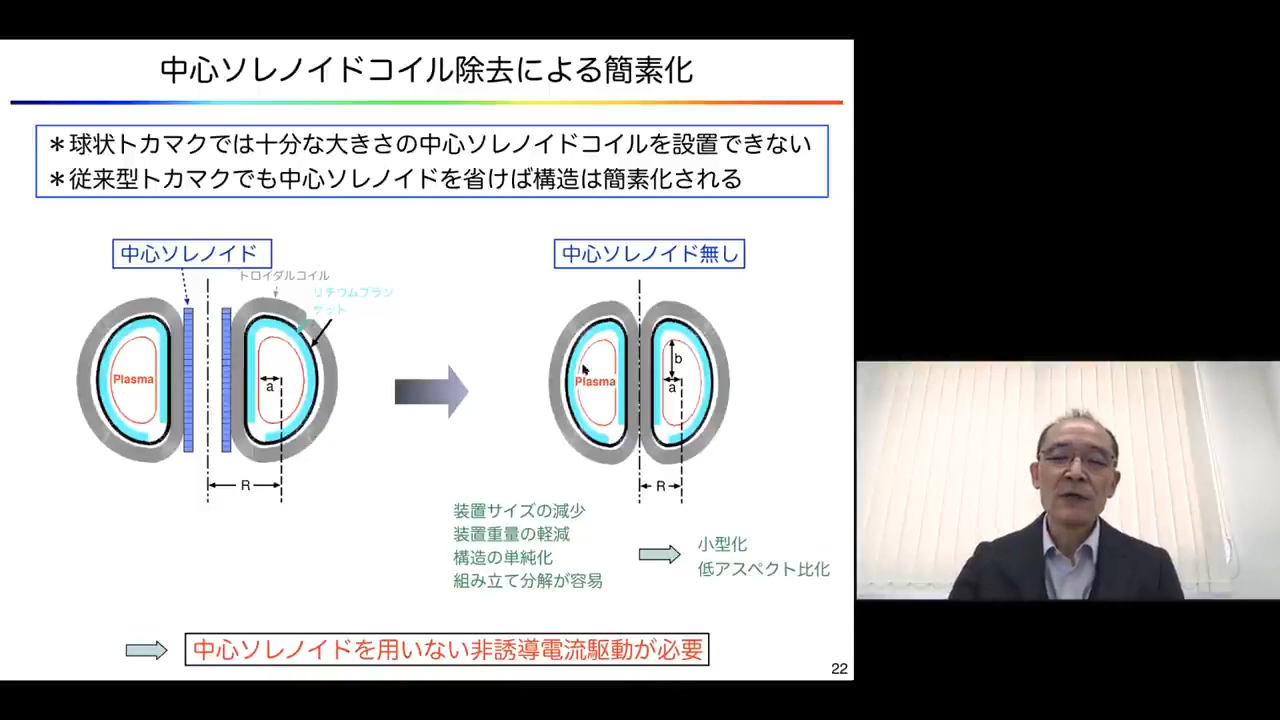 中心ソレノイドコイル除去による簡素化
＊球状トカマクでは十分な大きさの中心ソレノイドコイルを設置できない
＊従来型トカマクでも中心ソレノイドを省けば構造は簡素化される
中心ソレノイド
中心ソレノイド無し
トロイダルコイル
リチウムブラン
ケット
Plasma
a
R
Plasma
b
a
R
装置サイズの減少
装置重量の軽減
構造の単純化
組み立て分解が容易
小型化
低アスペクト比化
中心ソレノイドを用いない非誘導電流駆動が必要
22